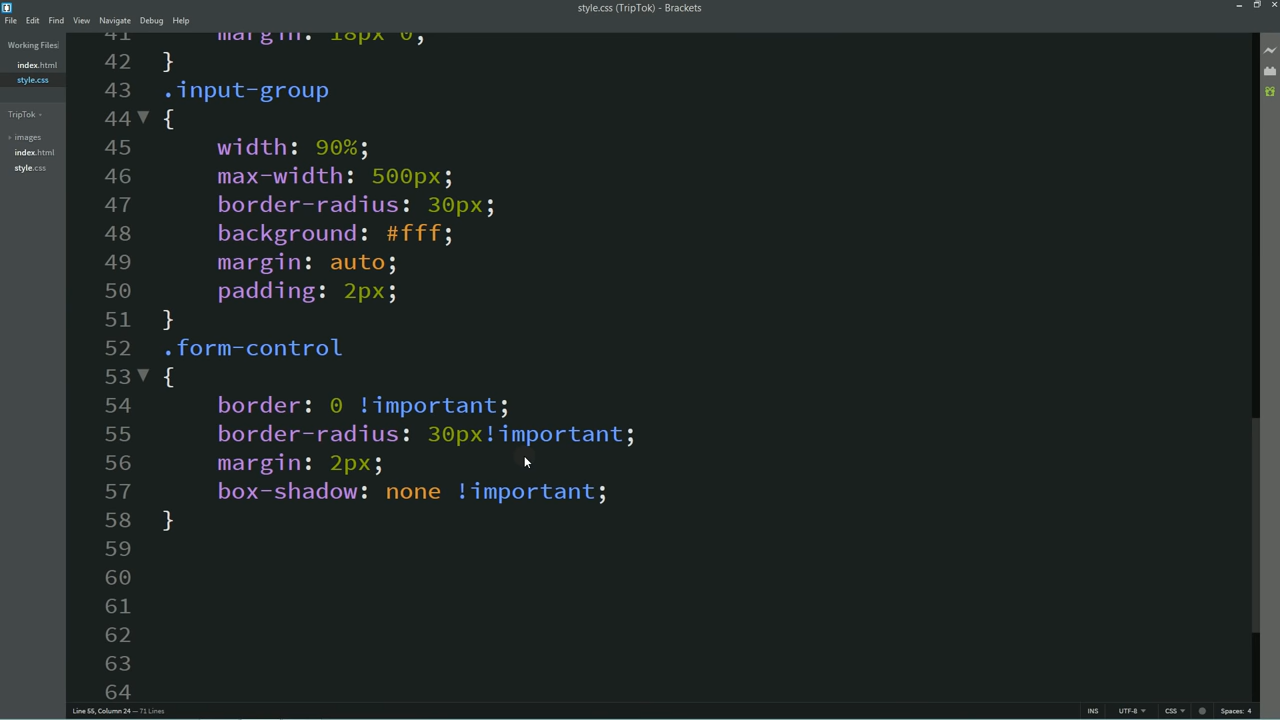 style.css (TripTok) - Brackets
File Edit Find View Navigate Debug Help
Working Files
index.html
style.css
TripTok
images
index.html
style.css
41 margin: 18px 0;
42 }
43 .input-group
44 {
45 width: 90%;
46 max-width: 500px;
47 border-radius: 30px;
48 background: #fff;
49 margin: auto;
50 padding: 2px;
51 }
52 .form-control
53 {
54 border: 0 !important;
55 border-radius: 30px!important;
56 margin: 2px;
57 box-shadow: none !important;
58 }
59
60
61
62
63
64
Line 55, Column 24 — 71 Lines
INS UTF-8 CSS Spaces: 4